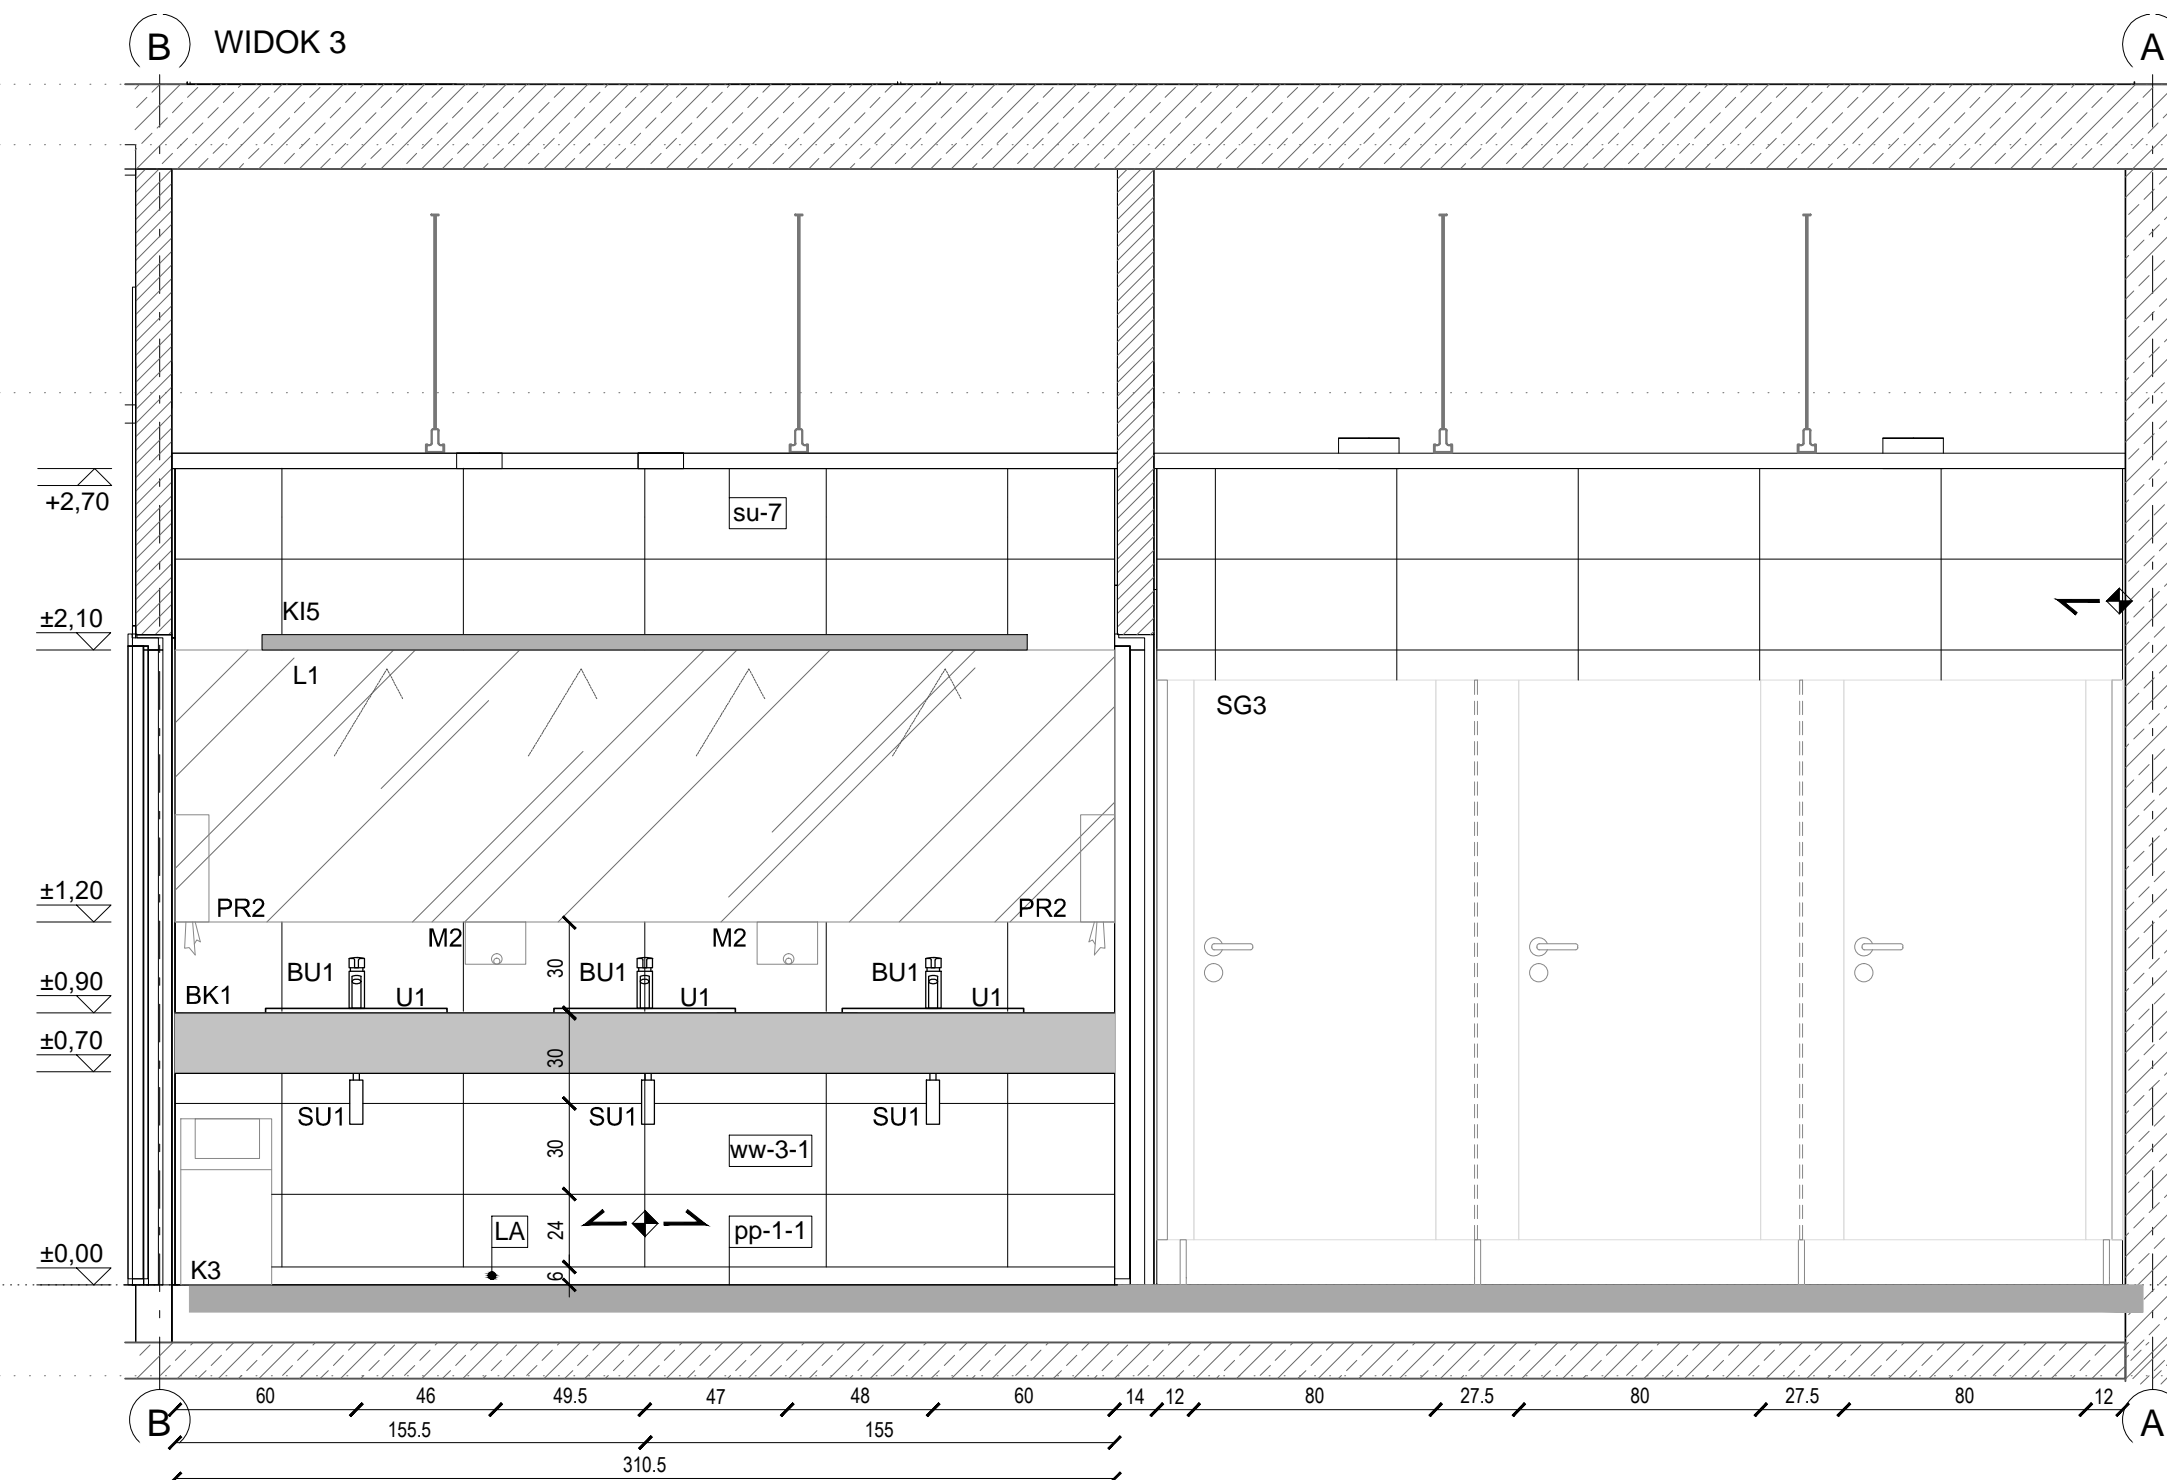 B WIDOK 3 A
su-7
+2,70
KI5
±2,10
L1
SG3
±1,20
PR2 PR2
M2 M2
30
BU1 BU1 BU1
±0,90
BK1 U1 U1 U1
±0,70
30
SU1 SU1 SU1
30
ww-3-1
LA 24 pp-1-1
±0,00
K3 6
60 46 49.5 47 48 60 14 12 80 27.5 80 27.5 80 12
B 155.5 155 A
310.5